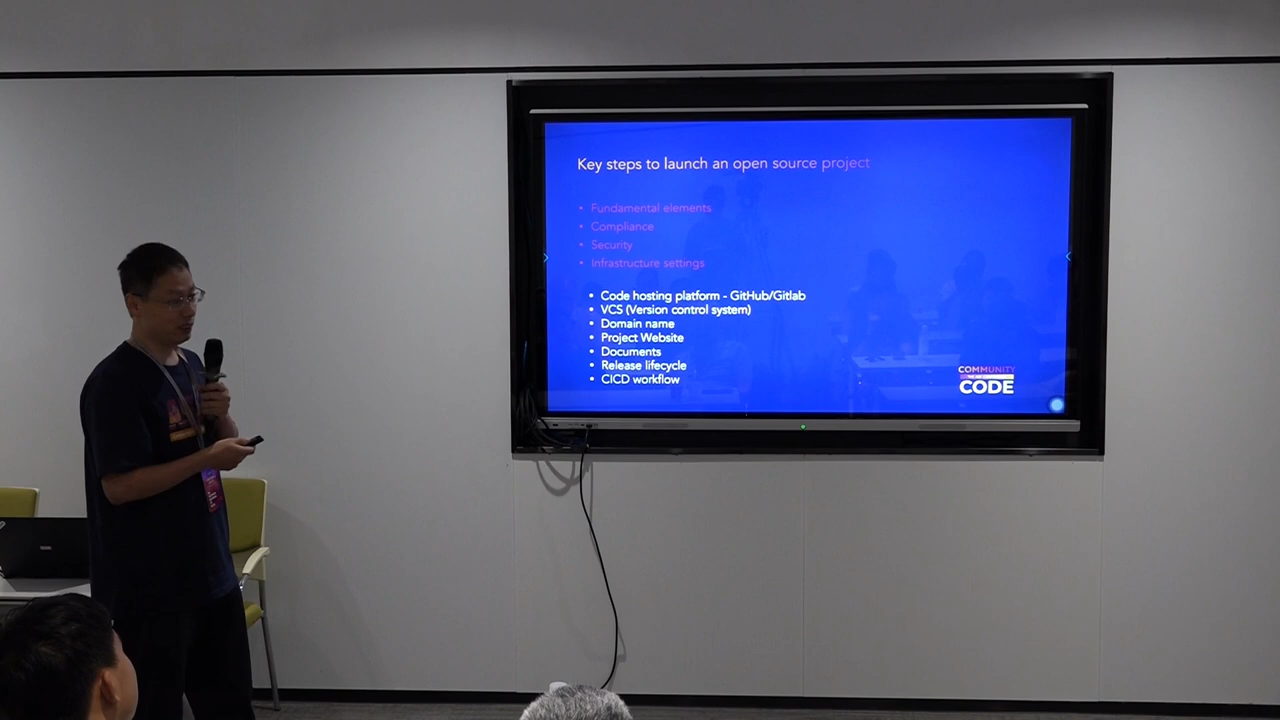 Key steps to launch an open source project
• Fundamental elements
• Compliance
• Security
• Infrastructure settings
• Code hosting platform - GitHub/Gitlab
• VCS (Version control system)
• Domain name
• Project Website
• Documents
• Release lifecycle
• CICD workflow
COMMUNITY
CODE